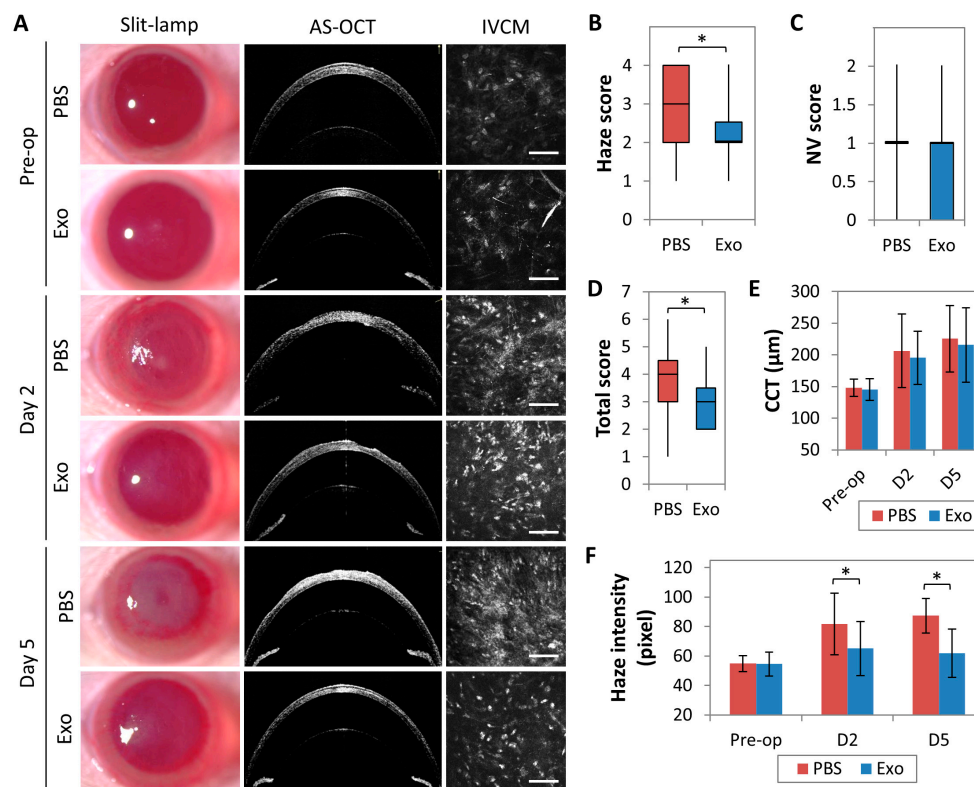 A
Slit-lamp
AS-OCT
IVCM
Pre-op
PBS
Exo
Day 2
PBS
Exo
Day 5
PBS
Exo
B
Haze score
4
3
2
1
0
*
PBS
Exo
C
NV score
2
1.5
1
0.5
0
PBS
Exo
D
Total score
7
6
5
4
3
2
1
0
*
PBS
Exo
E
CCT (μm)
300
250
200
150
100
50
Pre-op
D2
D5
PBS
Exo
F
Haze intensity
(pixel)
120
100
80
60
40
20
*
*
Pre-op
D2
D5
PBS
Exo